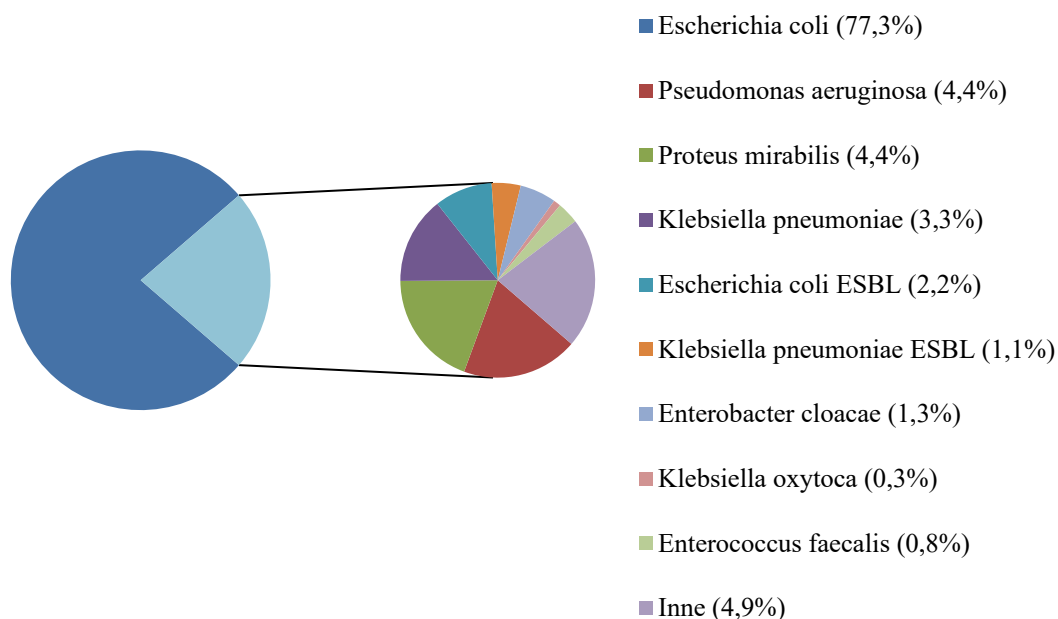 Escherichia coli (77,3%)
Pseudomonas aeruginosa (4,4%)
Proteus mirabilis (4,4%)
Klebsiella pneumoniae (3,3%)
Escherichia coli ESBL (2,2%)
Klebsiella pneumoniae ESBL (1,1%)
Enterobacter cloacae (1,3%)
Klebsiella oxytoca (0,3%)
Enterococcus faecalis (0,8%)
Inne (4,9%)